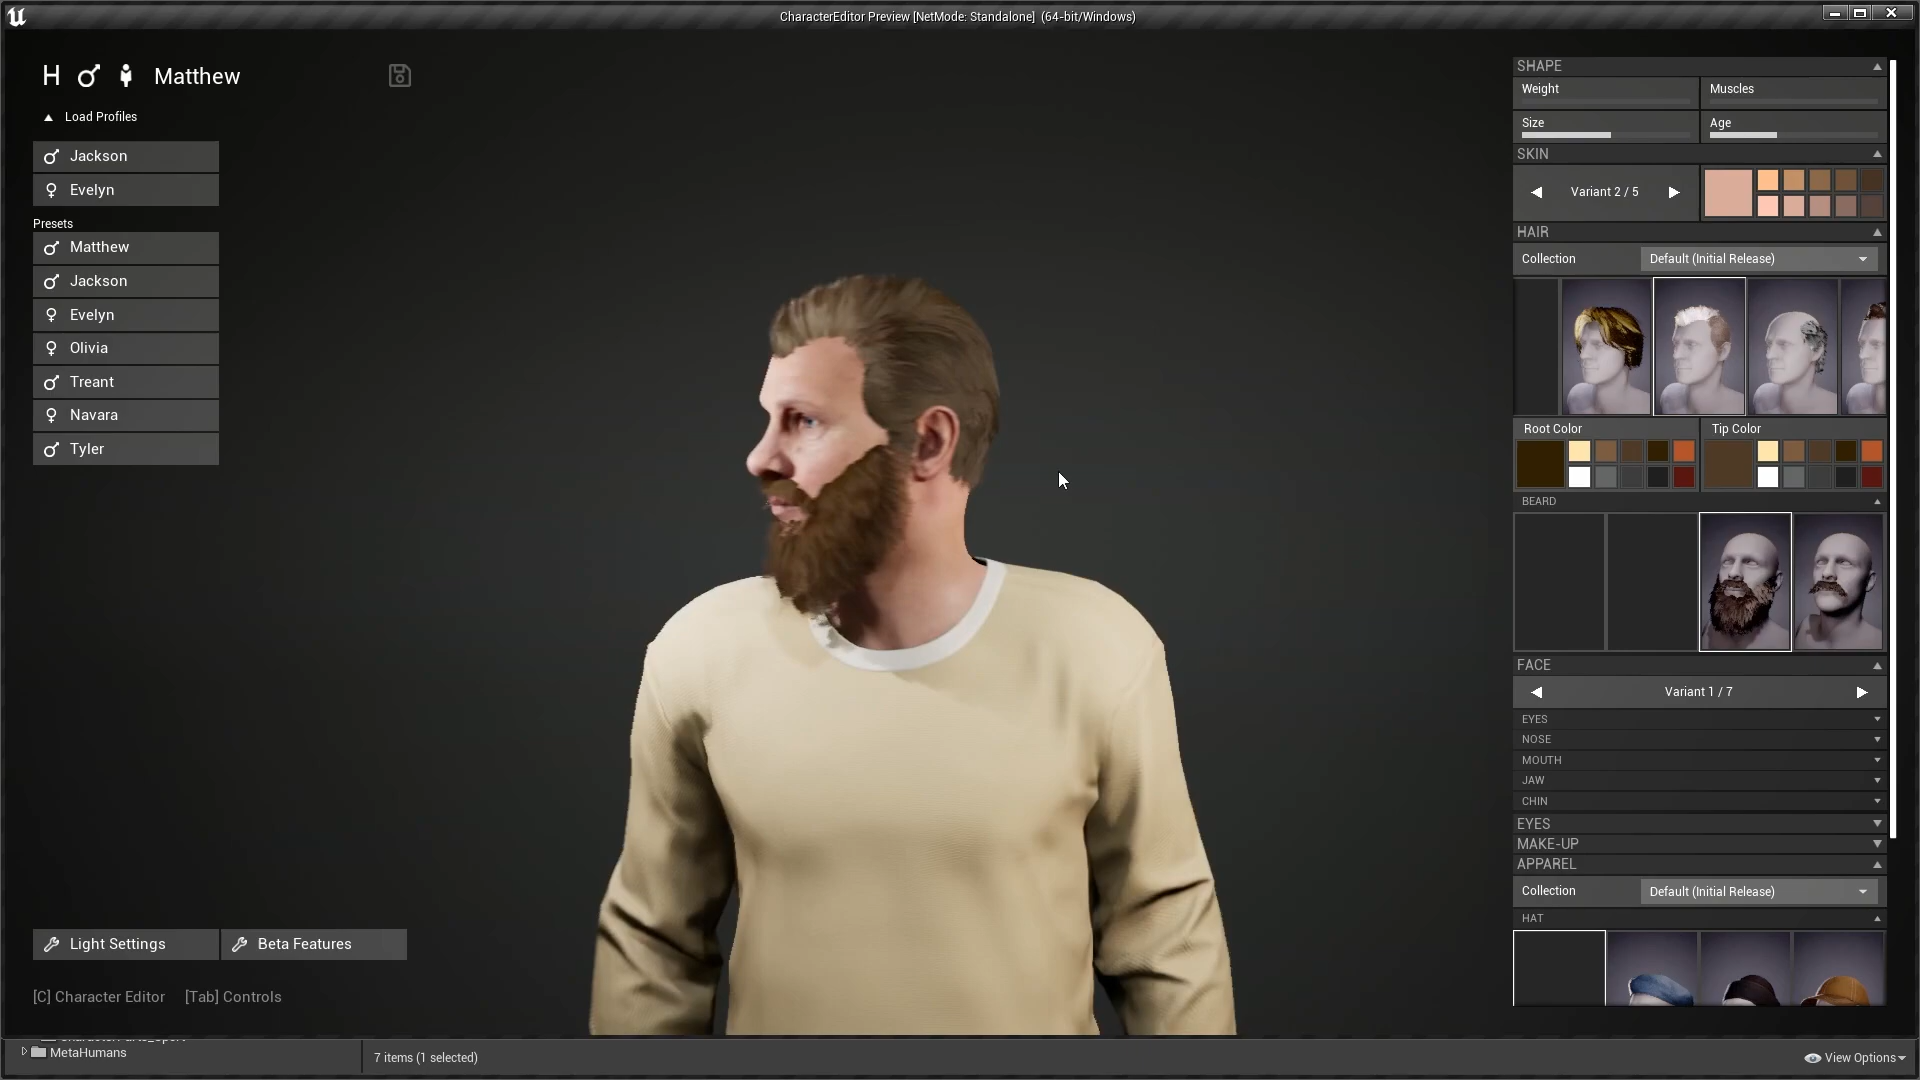 CharacterEditor Preview [NetMode: Standalone] (64-bit/Windows)
H Matthew
Load Profiles
Jackson
Evelyn
Presets
Matthew
Jackson
Evelyn
Olivia
Treant
Navara
Tyler
Light Settings
Beta Features
[C] Character Editor
[Tab] Controls
SHAPE
Weight
Muscles
Size
Age
SKIN
Variant 2 / 5
HAIR
Collection
Default (Initial Release)
Root Color
Tip Color
BEARD
FACE
Variant 1 / 7
EYES
NOSE
MOUTH
JAW
CHIN
EYES
MAKE-UP
APPAREL
Collection
Default (Initial Release)
HAT
MetaHumans
7 items (1 selected)
View Options